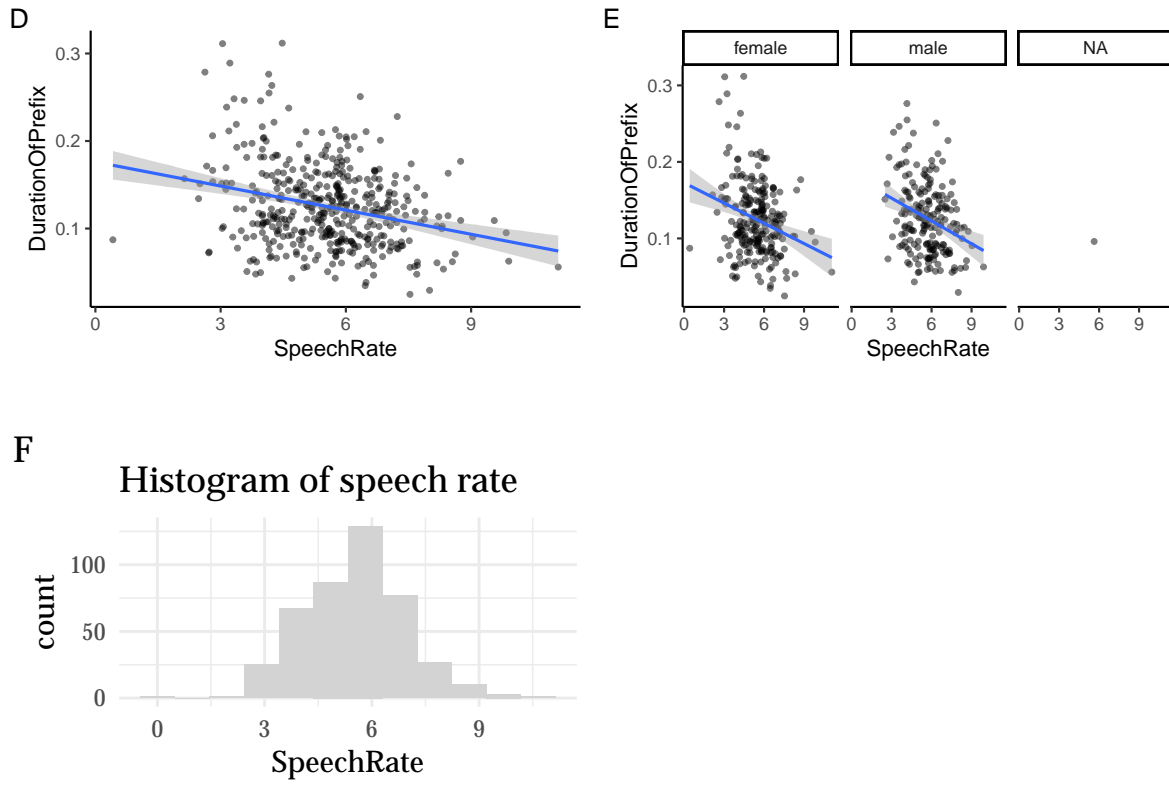 D
0.3
0.2
0.1
DurationOfPrefix
0 3 6 9
SpeechRate
E
female male NA
0.3
0.2
0.1
DurationOfPrefix
0 3 6 9 0 3 6 9 0 3 6 9
SpeechRate
F
Histogram of speech rate
100
50
0
count
0 3 6 9
SpeechRate